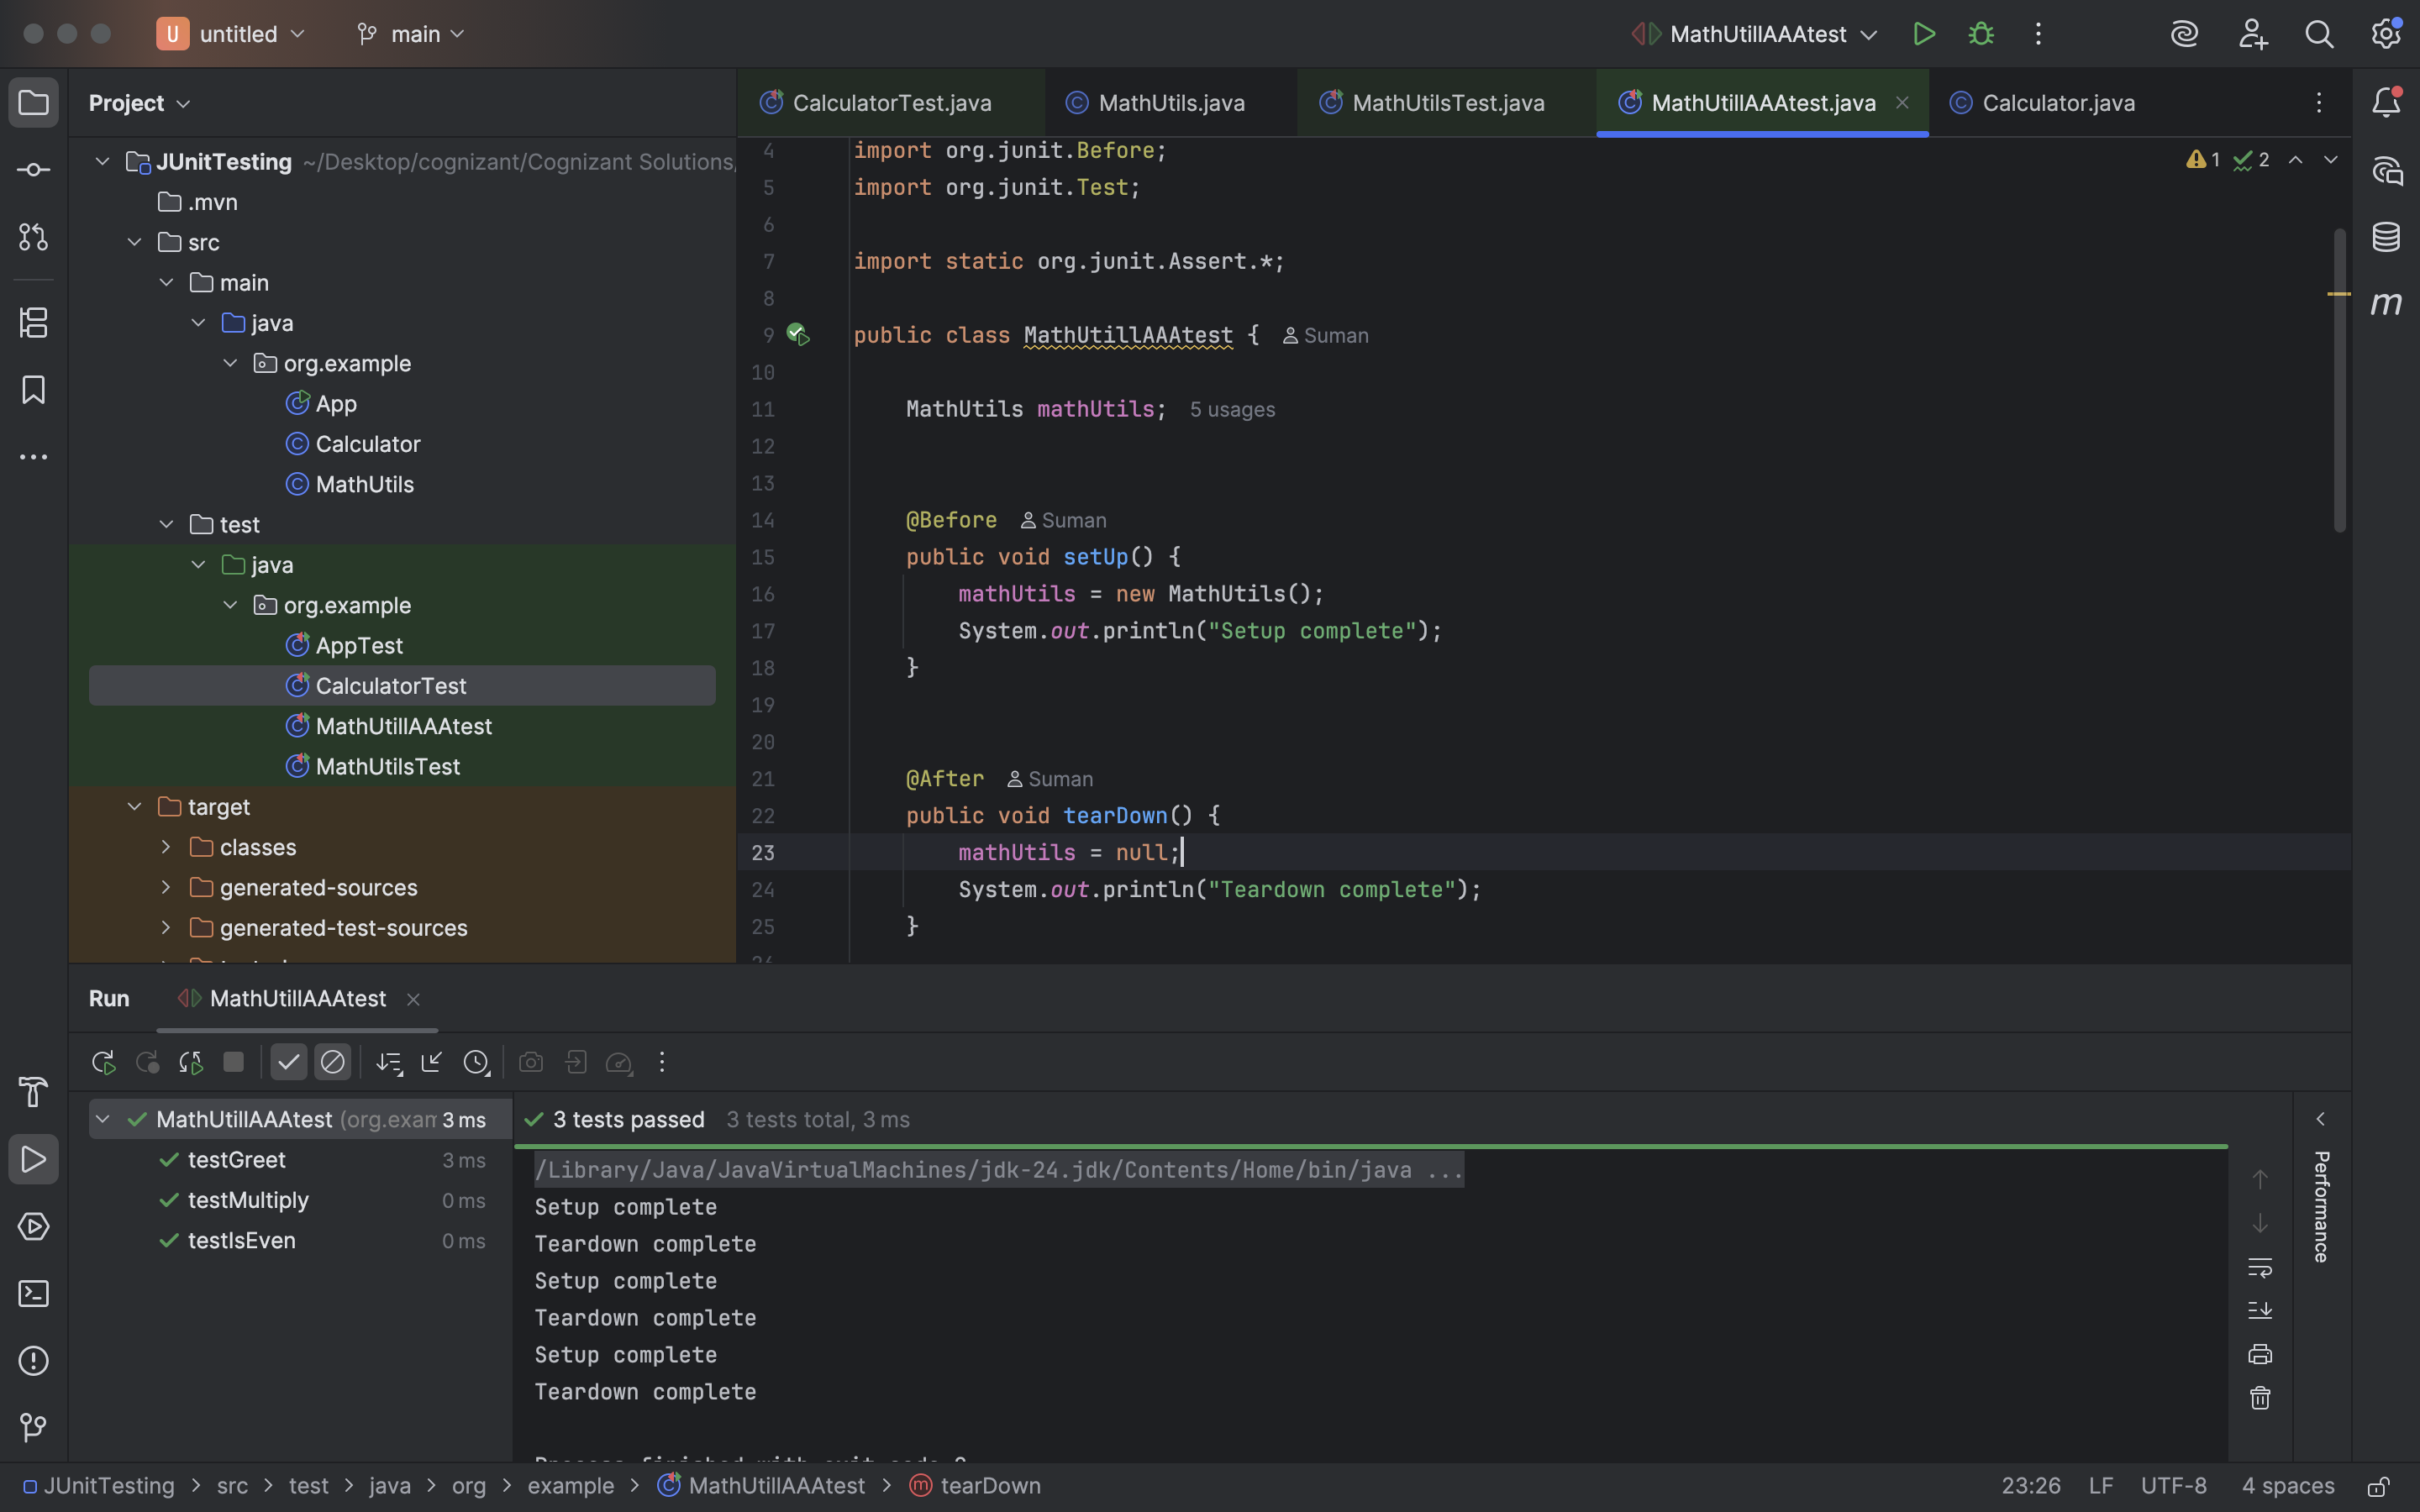 U untitled main MathUtillAAAtest
Project
JUnitTesting ~/Desktop/cognizant/Cognizant Solutions/
.mvn
src
main
java
org.example
App
Calculator
MathUtils
test
java
org.example
AppTest
CalculatorTest
MathUtillAAAtest
MathUtilsTest
target
classes
generated-sources
generated-test-sources
CalculatorTest.java MathUtils.java MathUtilsTest.java MathUtillAAAtest.java Calculator.java
1 2
4 import org.junit.Before;
5 import org.junit.Test;
6
7 import static org.junit.Assert.*;
8
9 public class MathUtillAAAtest { Suman
10
11 MathUtils mathUtils; 5 usages
12
13
14 @Before Suman
15 public void setUp() {
16 mathUtils = new MathUtils();
17 System.out.println("Setup complete");
18 }
19
20
21 @After Suman
22 public void tearDown() {
23 mathUtils = null;
24 System.out.println("Teardown complete");
25 }
m
Run MathUtillAAAtest
MathUtillAAAtest (org.exam 3 ms
testGreet 3 ms
testMultiply 0 ms
testIsEven 0 ms
3 tests passed 3 tests total, 3 ms
/Library/Java/JavaVirtualMachines/jdk-24.jdk/Contents/Home/bin/java ...
Setup complete
Teardown complete
Setup complete
Teardown complete
Setup complete
Teardown complete
Performance
JUnitTesting > src > test > java > org > example > MathUtillAAAtest > m tearDown 23:26 LF UTF-8 4 spaces